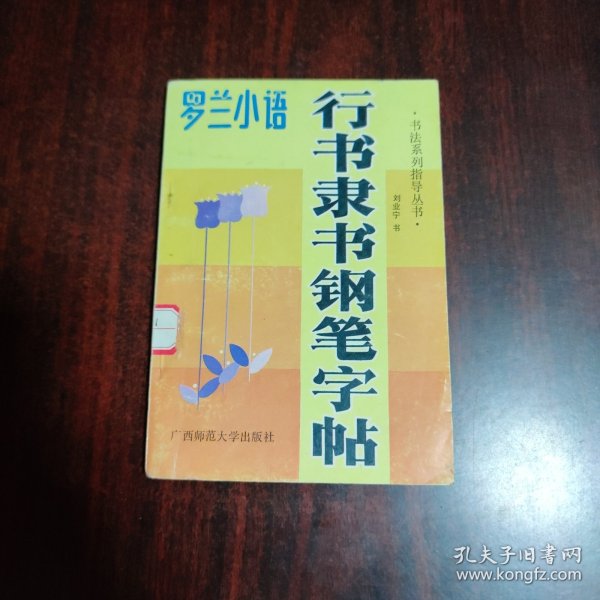 罗兰小语
行书隶书钢笔字帖
·书法系列指导丛书·
刘业宁 书
广西师范大学出版社
孔夫子旧书网
www.kongfz.com